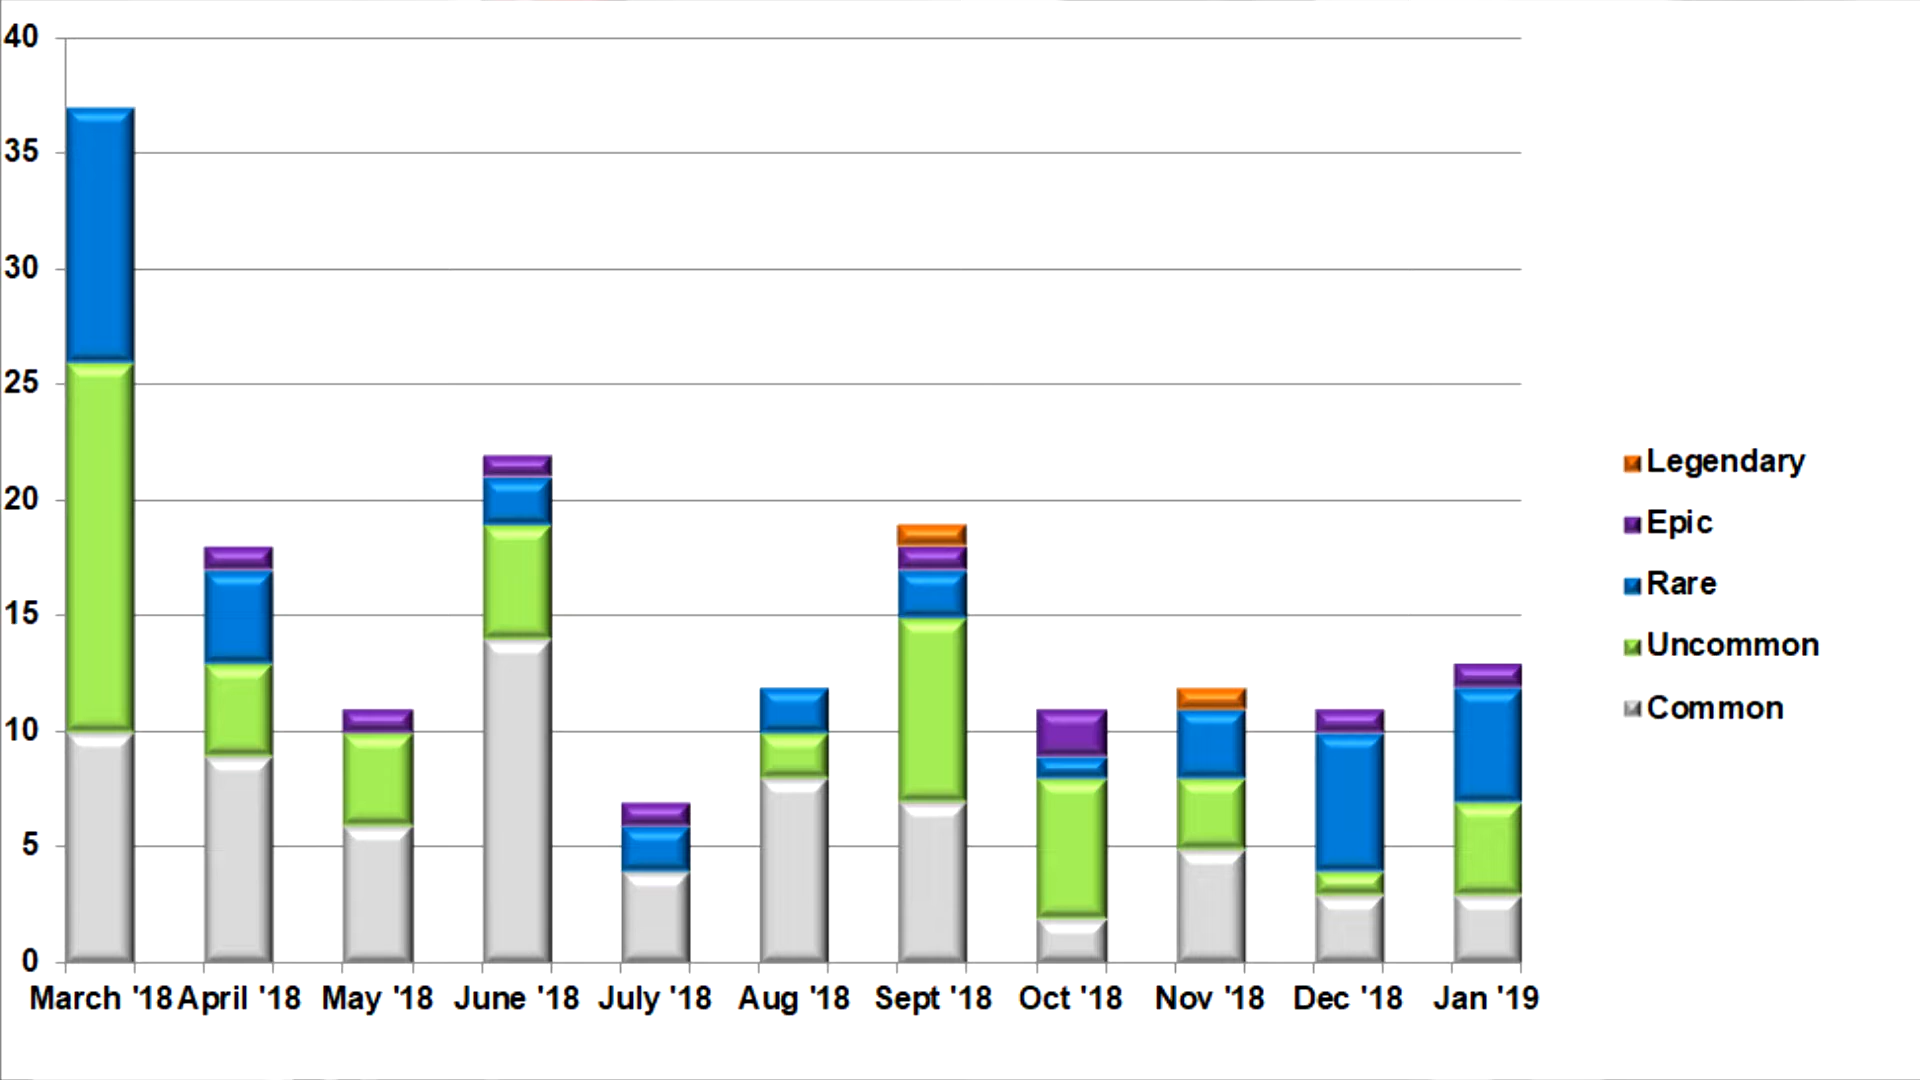 40
35
30
25
20
15
10
5
0
March '18 April '18 May '18 June '18 July '18 Aug '18 Sept '18 Oct '18 Nov '18 Dec '18 Jan '19
Legendary
Epic
Rare
Uncommon
Common